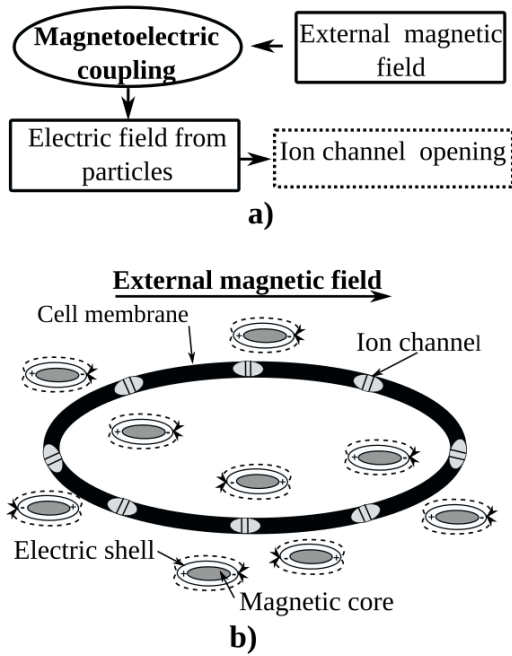 Magnetoelectric
coupling
External magnetic
field
Electric field from
particles
Ion channel opening
a)
External magnetic field
Cell membrane
Ion channel
Electric shell
Magnetic core
b)